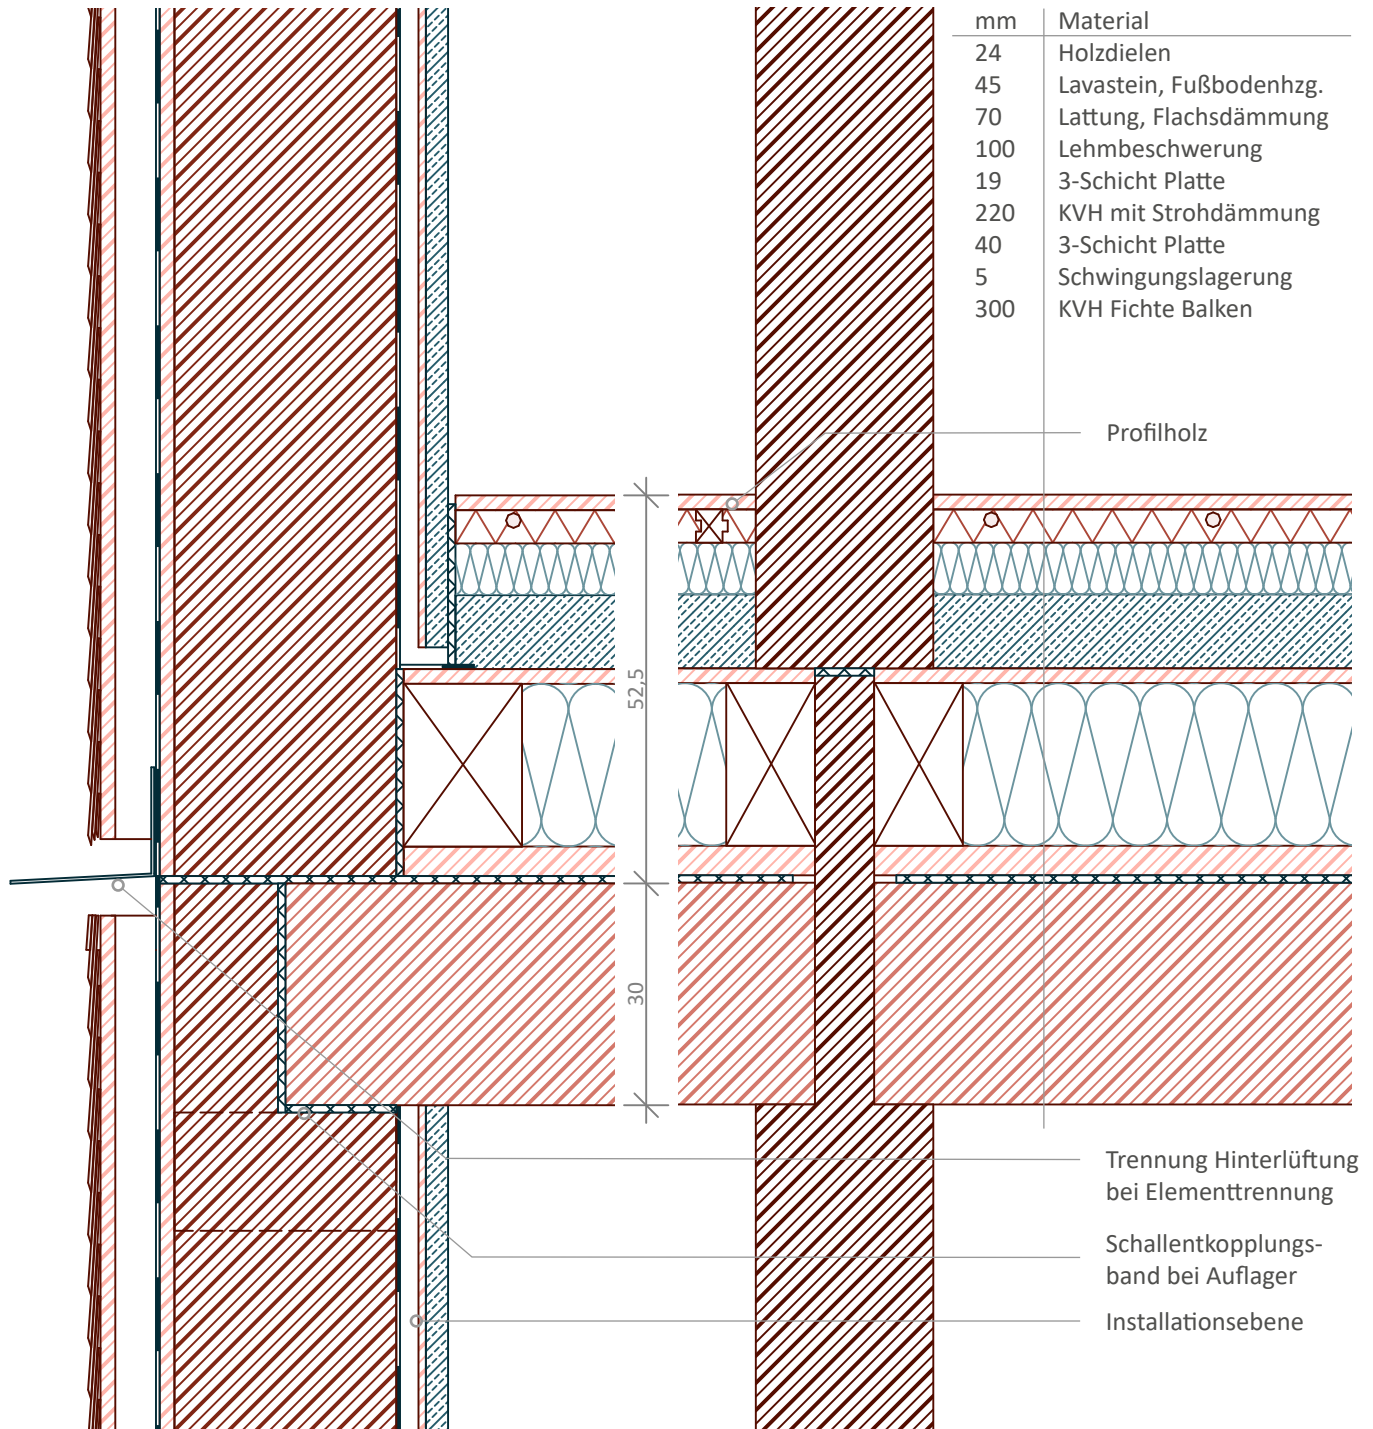 mm Material
24 Holzdielen
45 Lavastein, Fußbodenhzg.
70 Lattung, Flachsdämmung
100 Lehmbeschwerung
19 3-Schicht Platte
220 KVH mit Strohdämmung
40 3-Schicht Platte
5 Schwingungslagerung
300 KVH Fichte Balken
Profilholz
52,5
30
Trennung Hinterlüftung
bei Elementtrennung
Schallentkopplungs-
band bei Auflager
Installationsebene